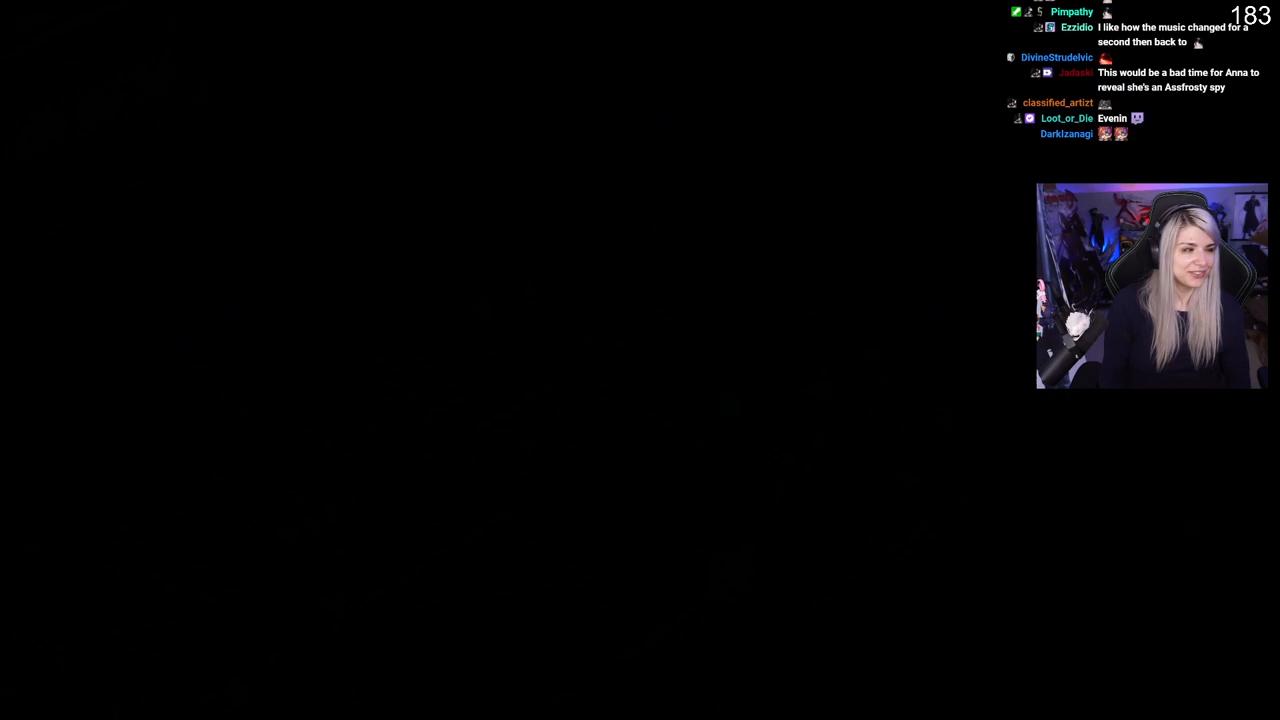 183
Pimpathy
Ezzidio I like how the music changed for a
second then back to
DivineStrudelvic
Jadaski This would be a bad time for Anna to
reveal she's an Assfrosty spy
classified_artizt
Loot_or_Die Evenin
DarkIzanagi